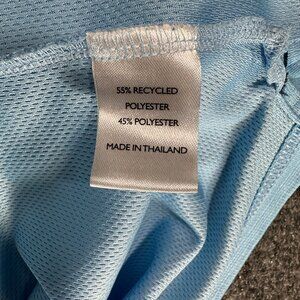 55% RECYCLED
POLYESTER
45% POLYESTER
MADE IN THAILAND